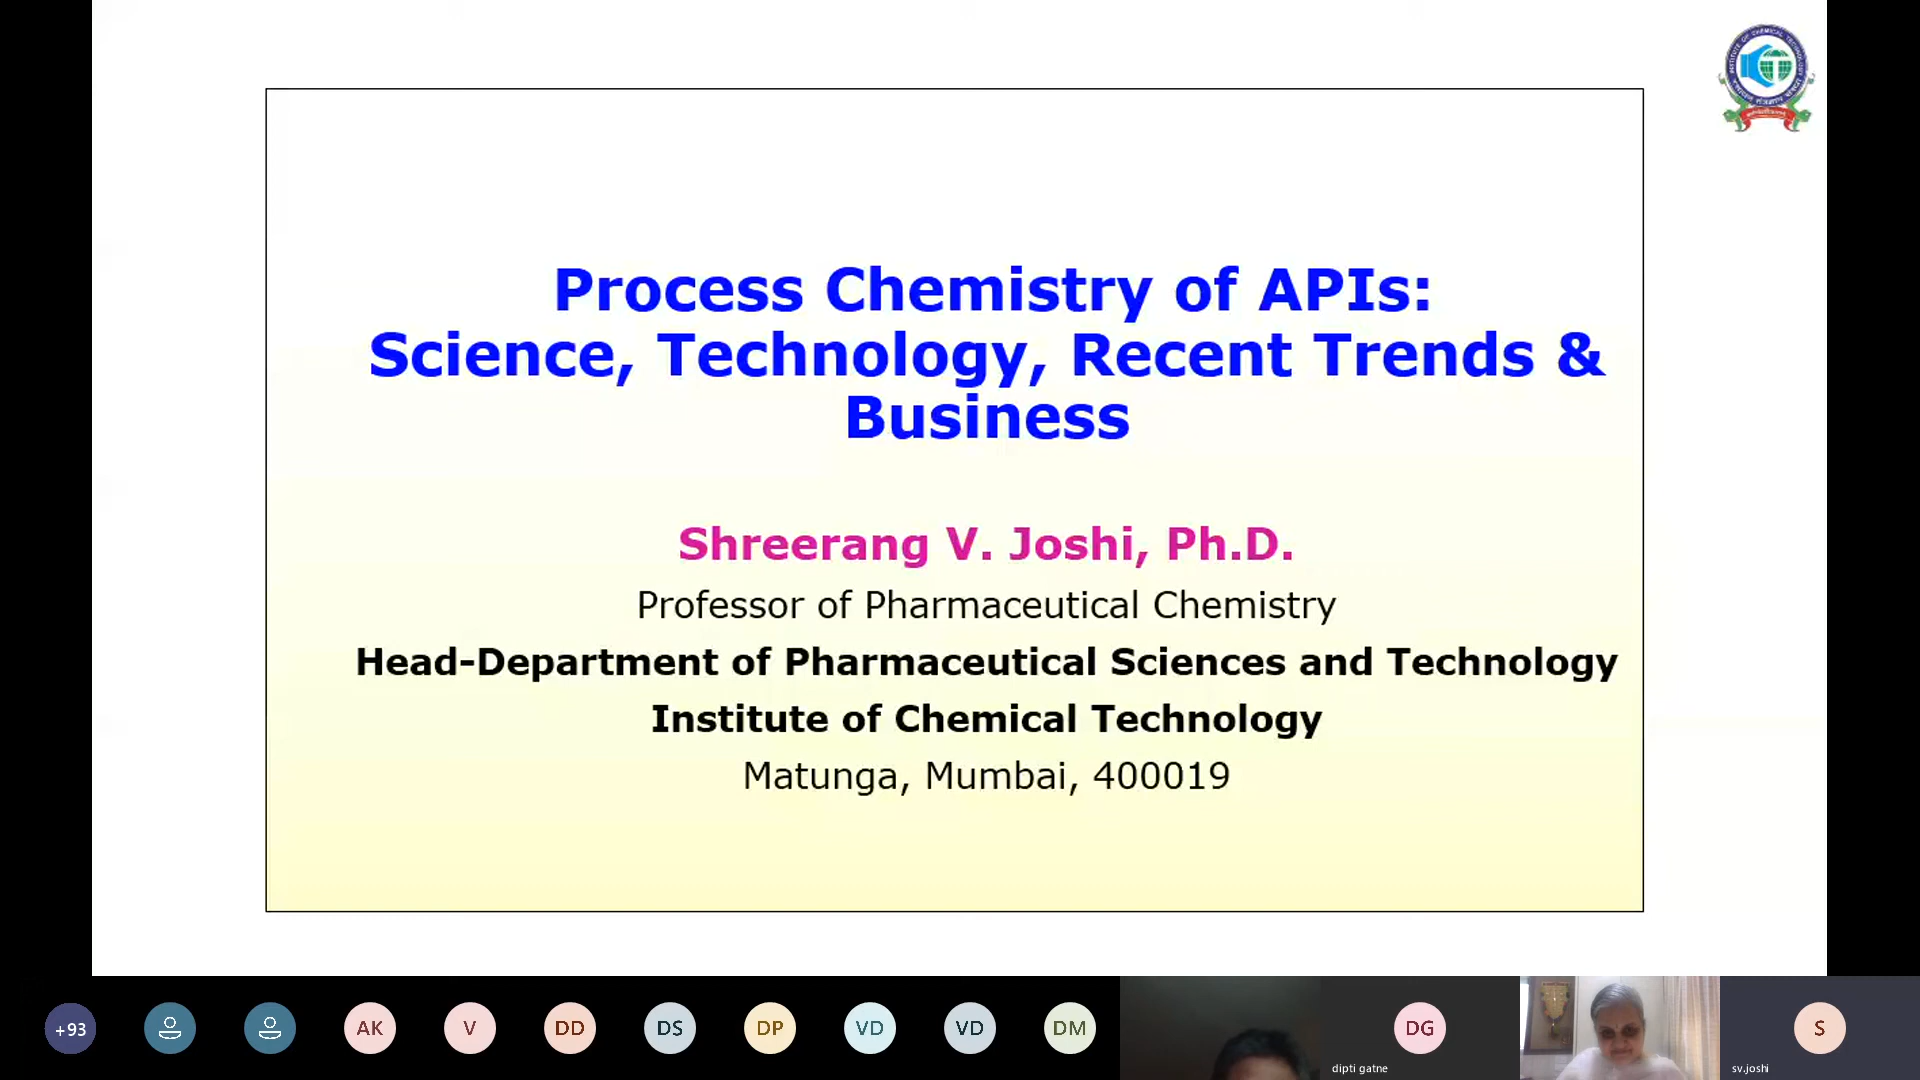 Process Chemistry of APIs:
Science, Technology, Recent Trends &
Business
Shreerang V. Joshi, Ph.D.
Professor of Pharmaceutical Chemistry
Head-Department of Pharmaceutical Sciences and Technology
Institute of Chemical Technology
Matunga, Mumbai, 400019
+93
AK
V
DD
DS
DP
VD
VD
DM
DG
dipti gatne
S
sv.joshi